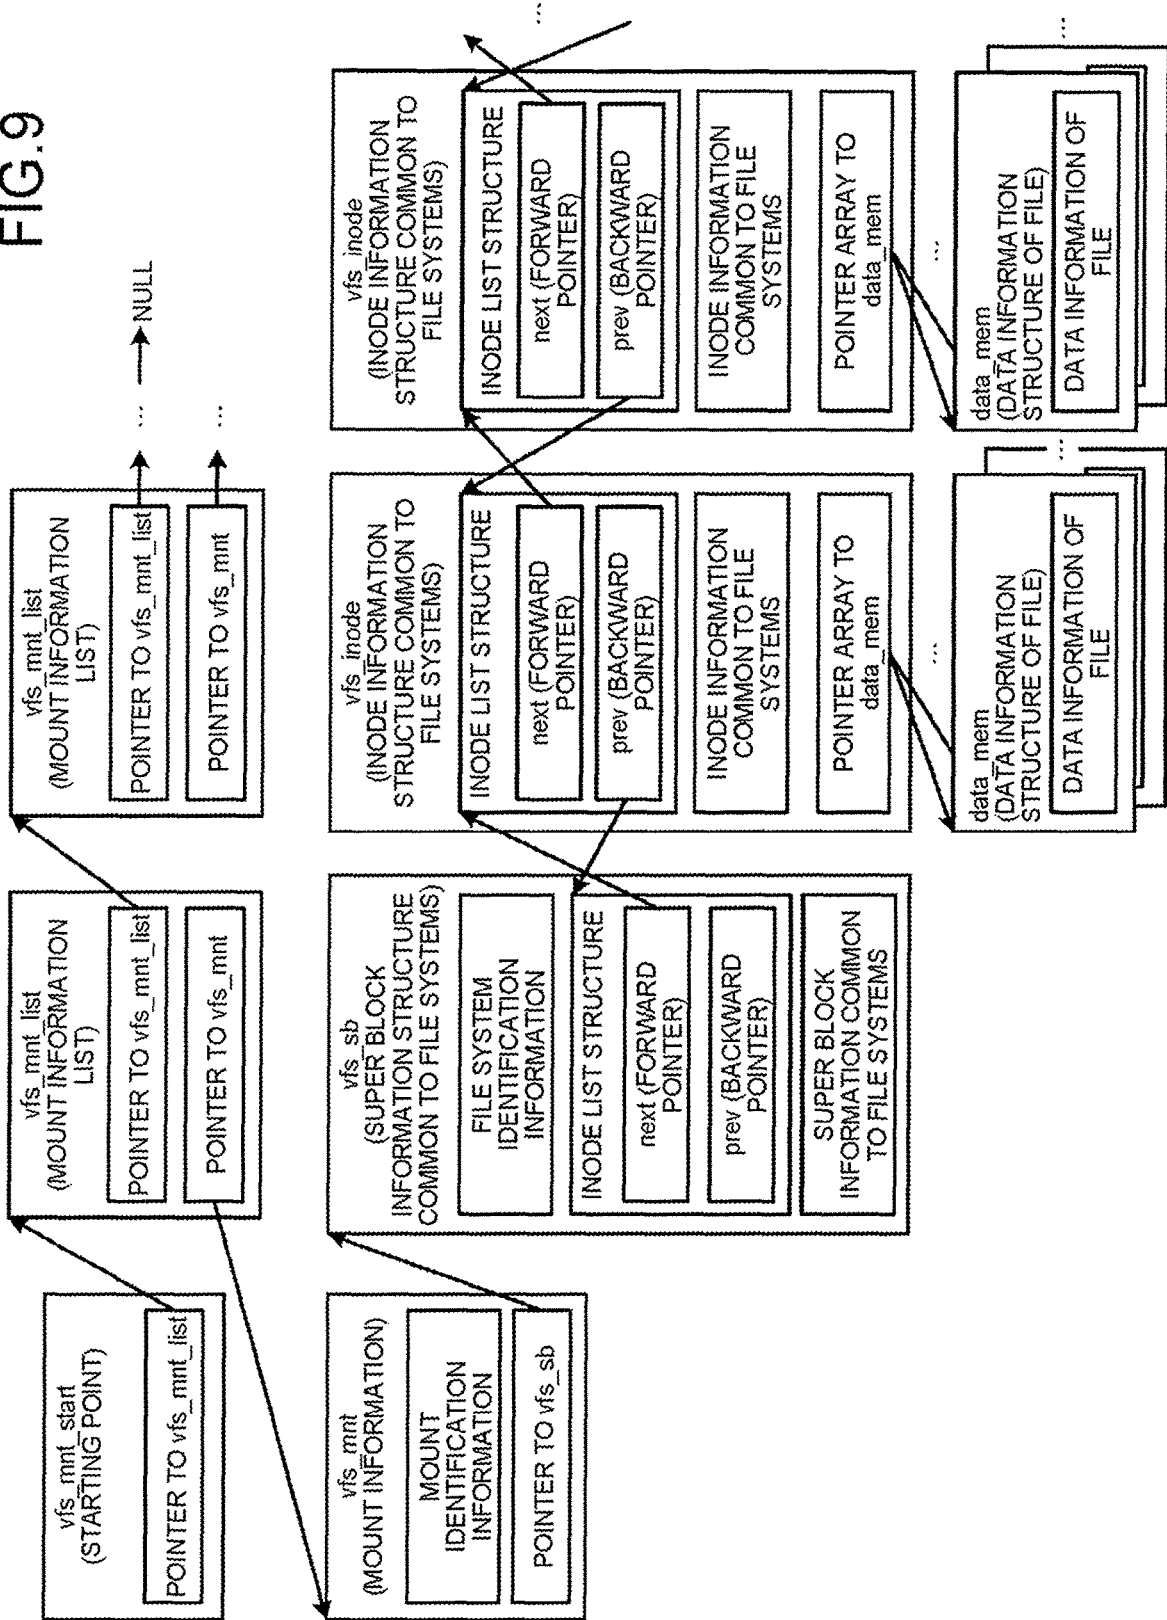 FIG.9
vfs_mnt_start
(STARTING POINT)
POINTER TO vfs_mnt_list
vfs_mnt_list
(MOUNT INFORMATION
LIST)
POINTER TO vfs_mnt_list
POINTER TO vfs_mnt
vfs_mnt_list
(MOUNT INFORMATION
LIST)
POINTER TO vfs_mnt_list
POINTER TO vfs_mnt
...
NULL
...
vfs_mnt
(MOUNT INFORMATION)
MOUNT
IDENTIFICATION
INFORMATION
POINTER TO vfs_sb
vfs_sb
(SUPER BLOCK
INFORMATION STRUCTURE
COMMON TO FILE SYSTEMS)
FILE SYSTEM
IDENTIFICATION
INFORMATION
INODE LIST STRUCTURE
next (FORWARD
POINTER)
prev (BACKWARD
POINTER)
SUPER BLOCK
INFORMATION COMMON
TO FILE SYSTEMS
vfs_inode
(INODE INFORMATION
STRUCTURE COMMON TO
FILE SYSTEMS)
INODE LIST STRUCTURE
next (FORWARD
POINTER)
prev (BACKWARD
POINTER)
INODE INFORMATION
COMMON TO FILE
SYSTEMS
POINTER ARRAY TO
data_mem
...
data_mem
(DATA INFORMATION
STRUCTURE OF FILE)
DATA INFORMATION OF
FILE
...
vfs_inode
(INODE INFORMATION
STRUCTURE COMMON TO
FILE SYSTEMS)
INODE LIST STRUCTURE
next (FORWARD
POINTER)
prev (BACKWARD
POINTER)
INODE INFORMATION
COMMON TO FILE
SYSTEMS
POINTER ARRAY TO
data_mem
...
data_mem
(DATA INFORMATION
STRUCTURE OF FILE)
DATA INFORMATION OF
FILE
...
...